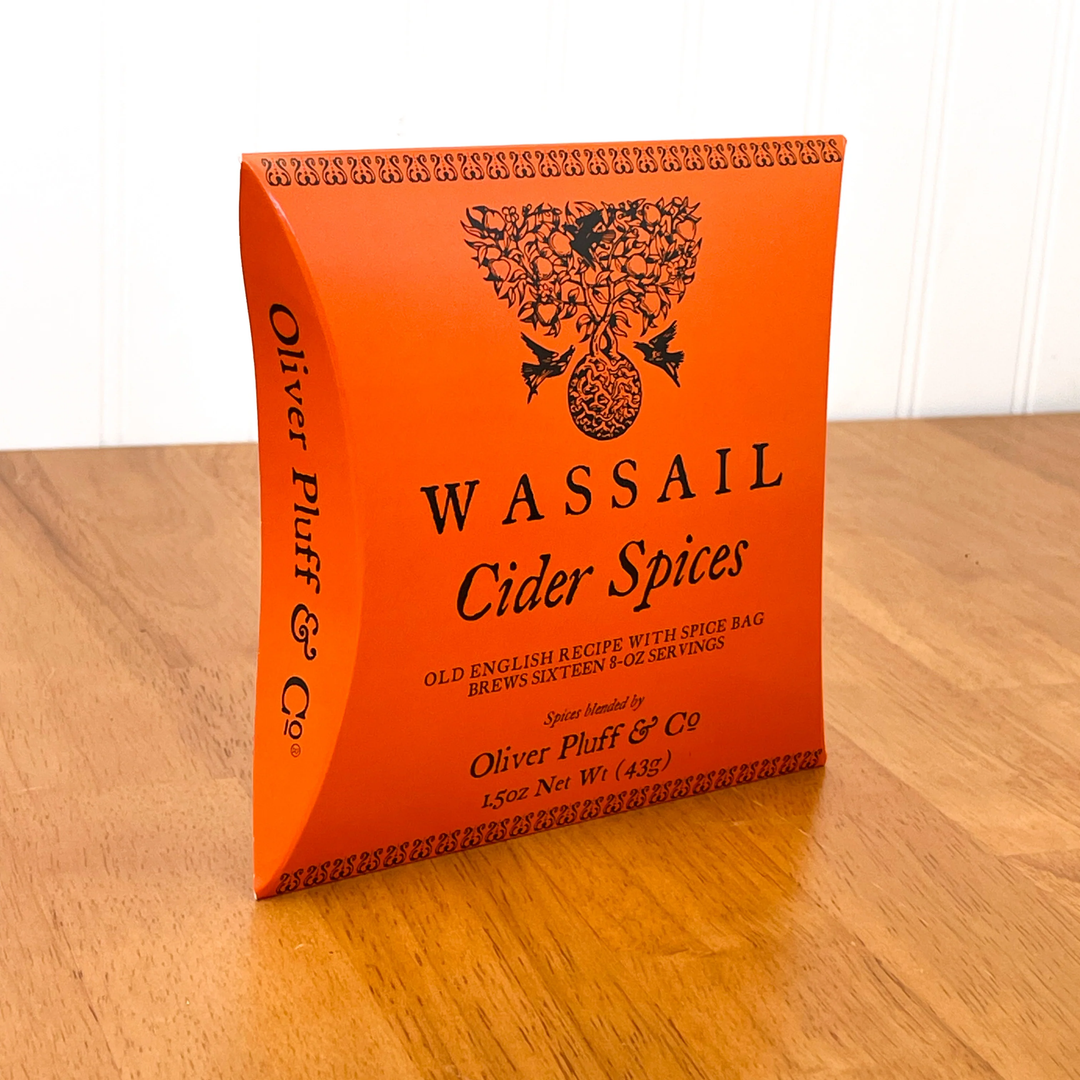 WASSAIL
Cider Spices
OLD ENGLISH RECIPE WITH SPICE BAG
BREWS SIXTEEN 8-OZ SERVINGS
Spices blended by
Oliver Pluff & Cº
1.5oz Net Wt (43g)
Oliver Pluff & Cº®